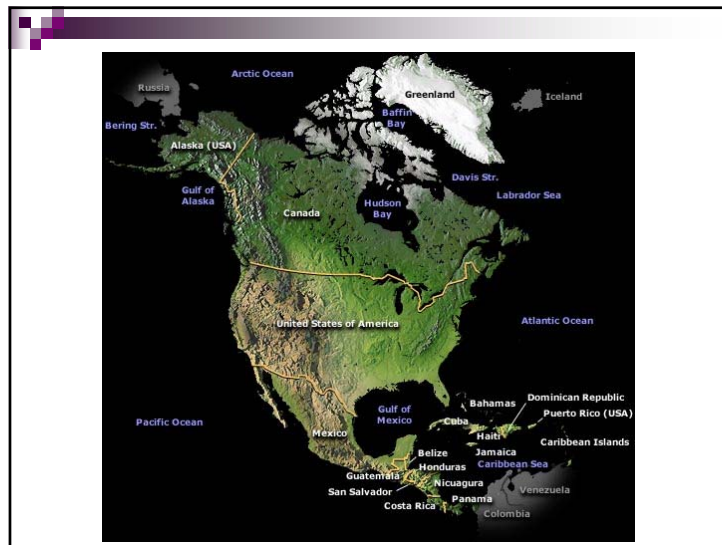 Arctic Ocean
Russia
Greenland
Iceland
Baffin
Bay
Bering Str.
Alaska (USA)
Davis Str.
Gulf of
Alaska
Labrador Sea
Hudson
Bay
Canada
United States of America
Atlantic Ocean
Dominican Republic
Bahamas
Puerto Rico (USA)
Gulf of
Mexico
Cuba
Pacific Ocean
Mexico
Haiti
Caribbean Islands
Jamaica
Belize
Caribbean Sea
Honduras
Guatemala
Nicuagura
San Salvador
Venezuela
Panama
Costa Rica
Colombia